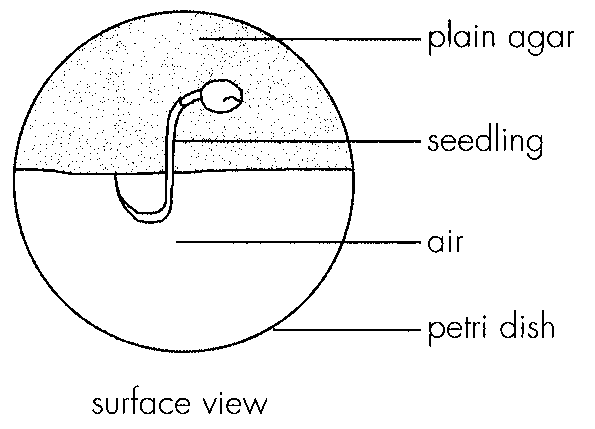 plain agar
seedling
air
petri dish
surface view